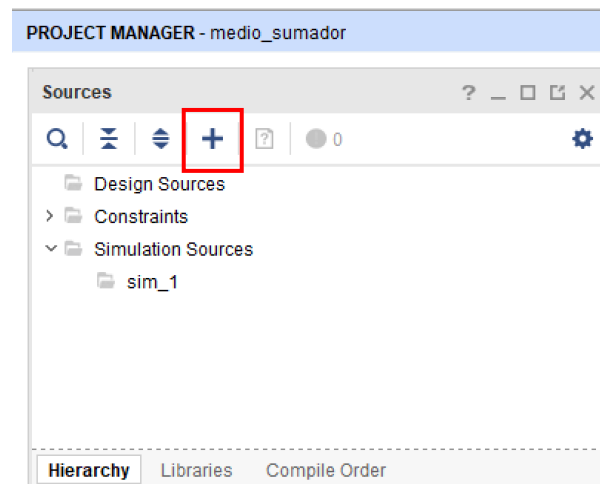 PROJECT MANAGER - medio_sumador
Sources
? 0
Design Sources
Constraints
Simulation Sources
sim_1
Hierarchy Libraries Compile Order